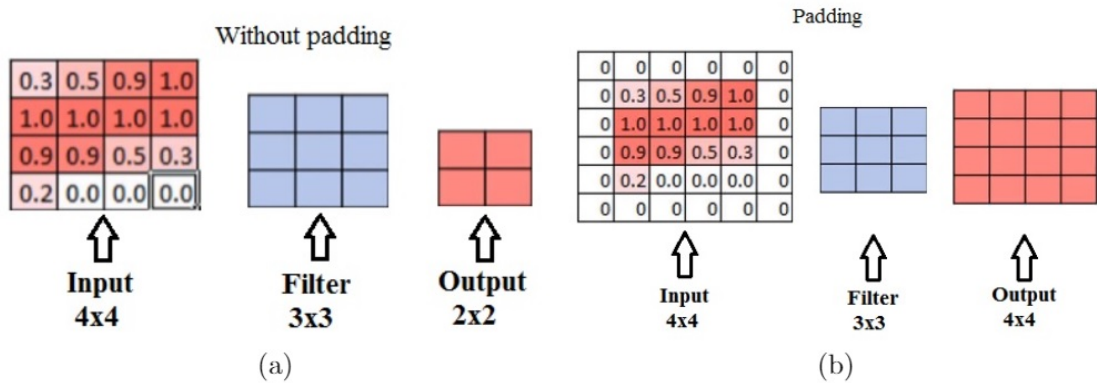 Without padding
0.3 0.5 0.9 1.0
1.0 1.0 1.0 1.0
0.9 0.9 0.5 0.3
0.2 0.0 0.0 0.0
Input
4x4
Filter
3x3
Output
2x2
(a)
Padding
0 0 0 0 0 0
0 0.3 0.5 0.9 1.0 0
0 1.0 1.0 1.0 1.0 0
0 0.9 0.9 0.5 0.3 0
0 0.2 0.0 0.0 0.0 0
0 0 0 0 0 0
Input
4x4
Filter
3x3
Output
4x4
(b)